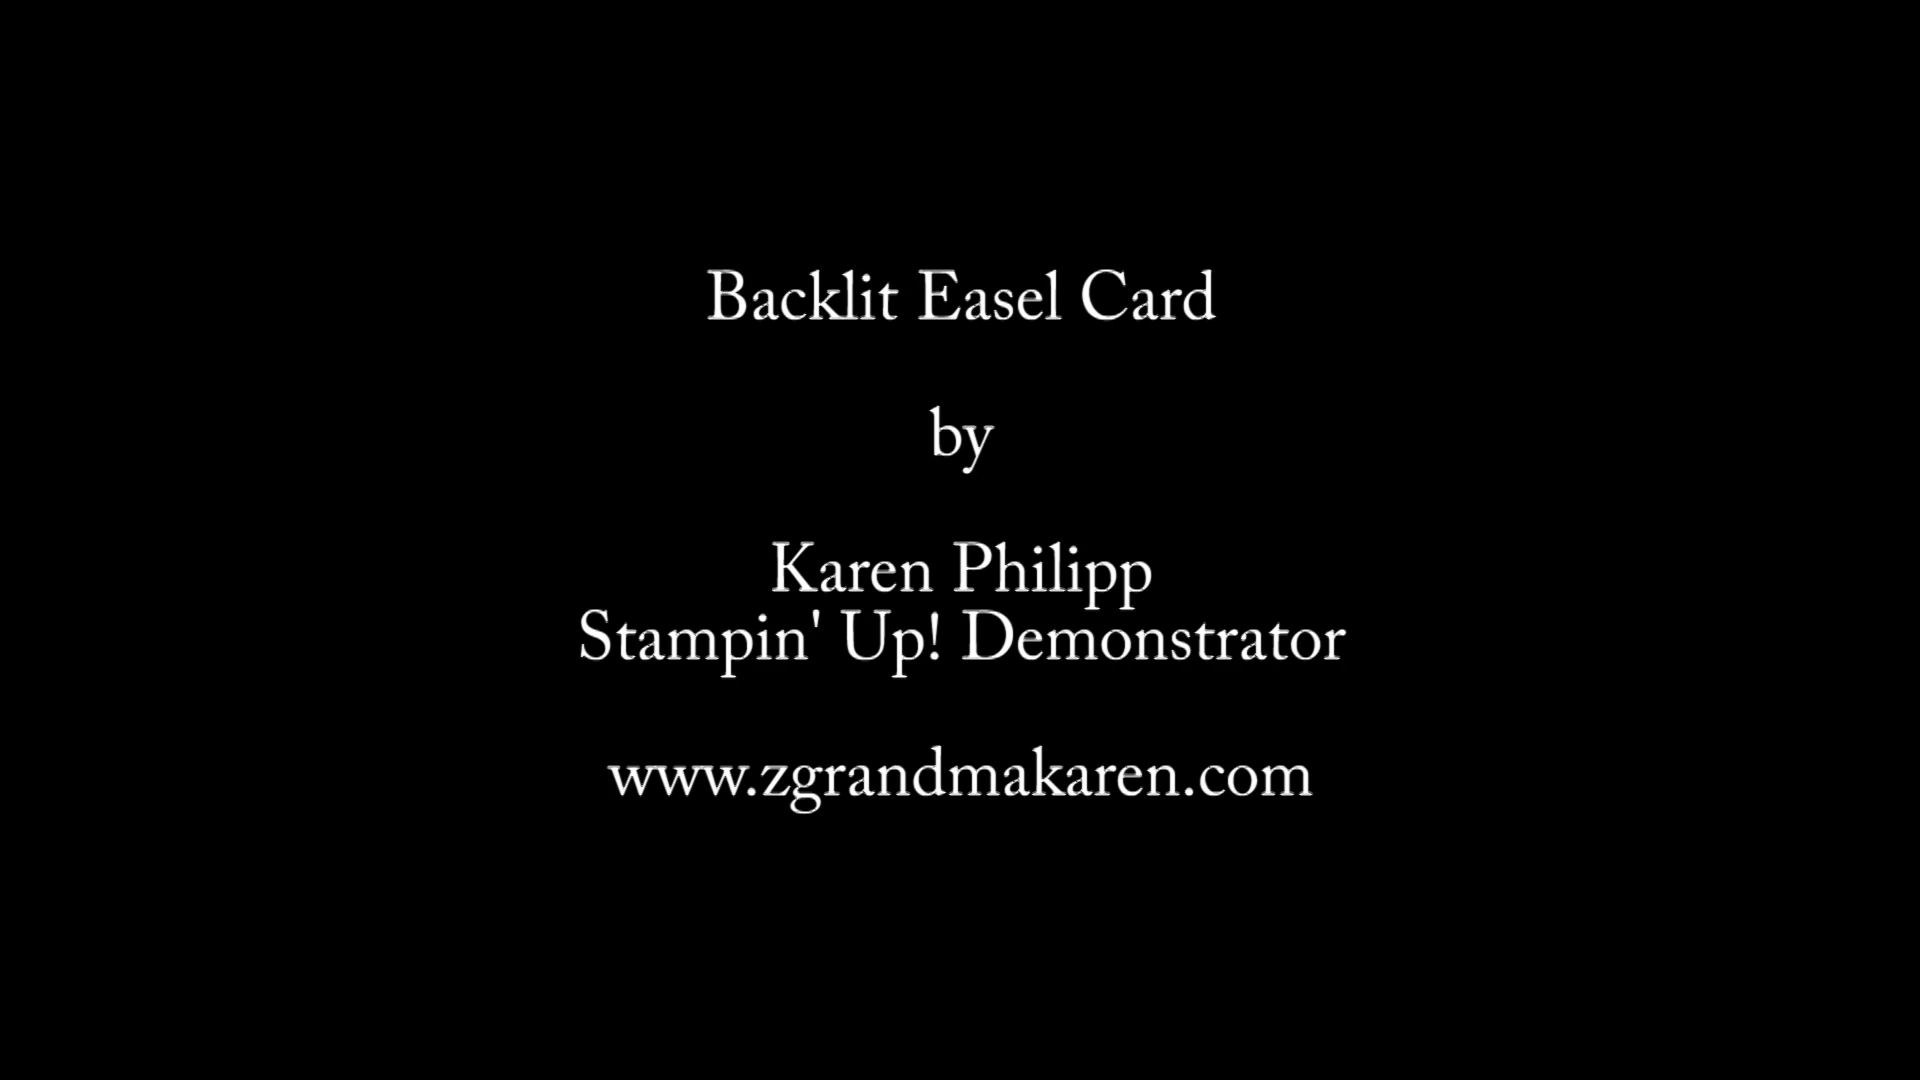 Backlit Easel Card
by
Karen Philipp
Stampin' Up! Demonstrator
www.zgrandmakaren.com